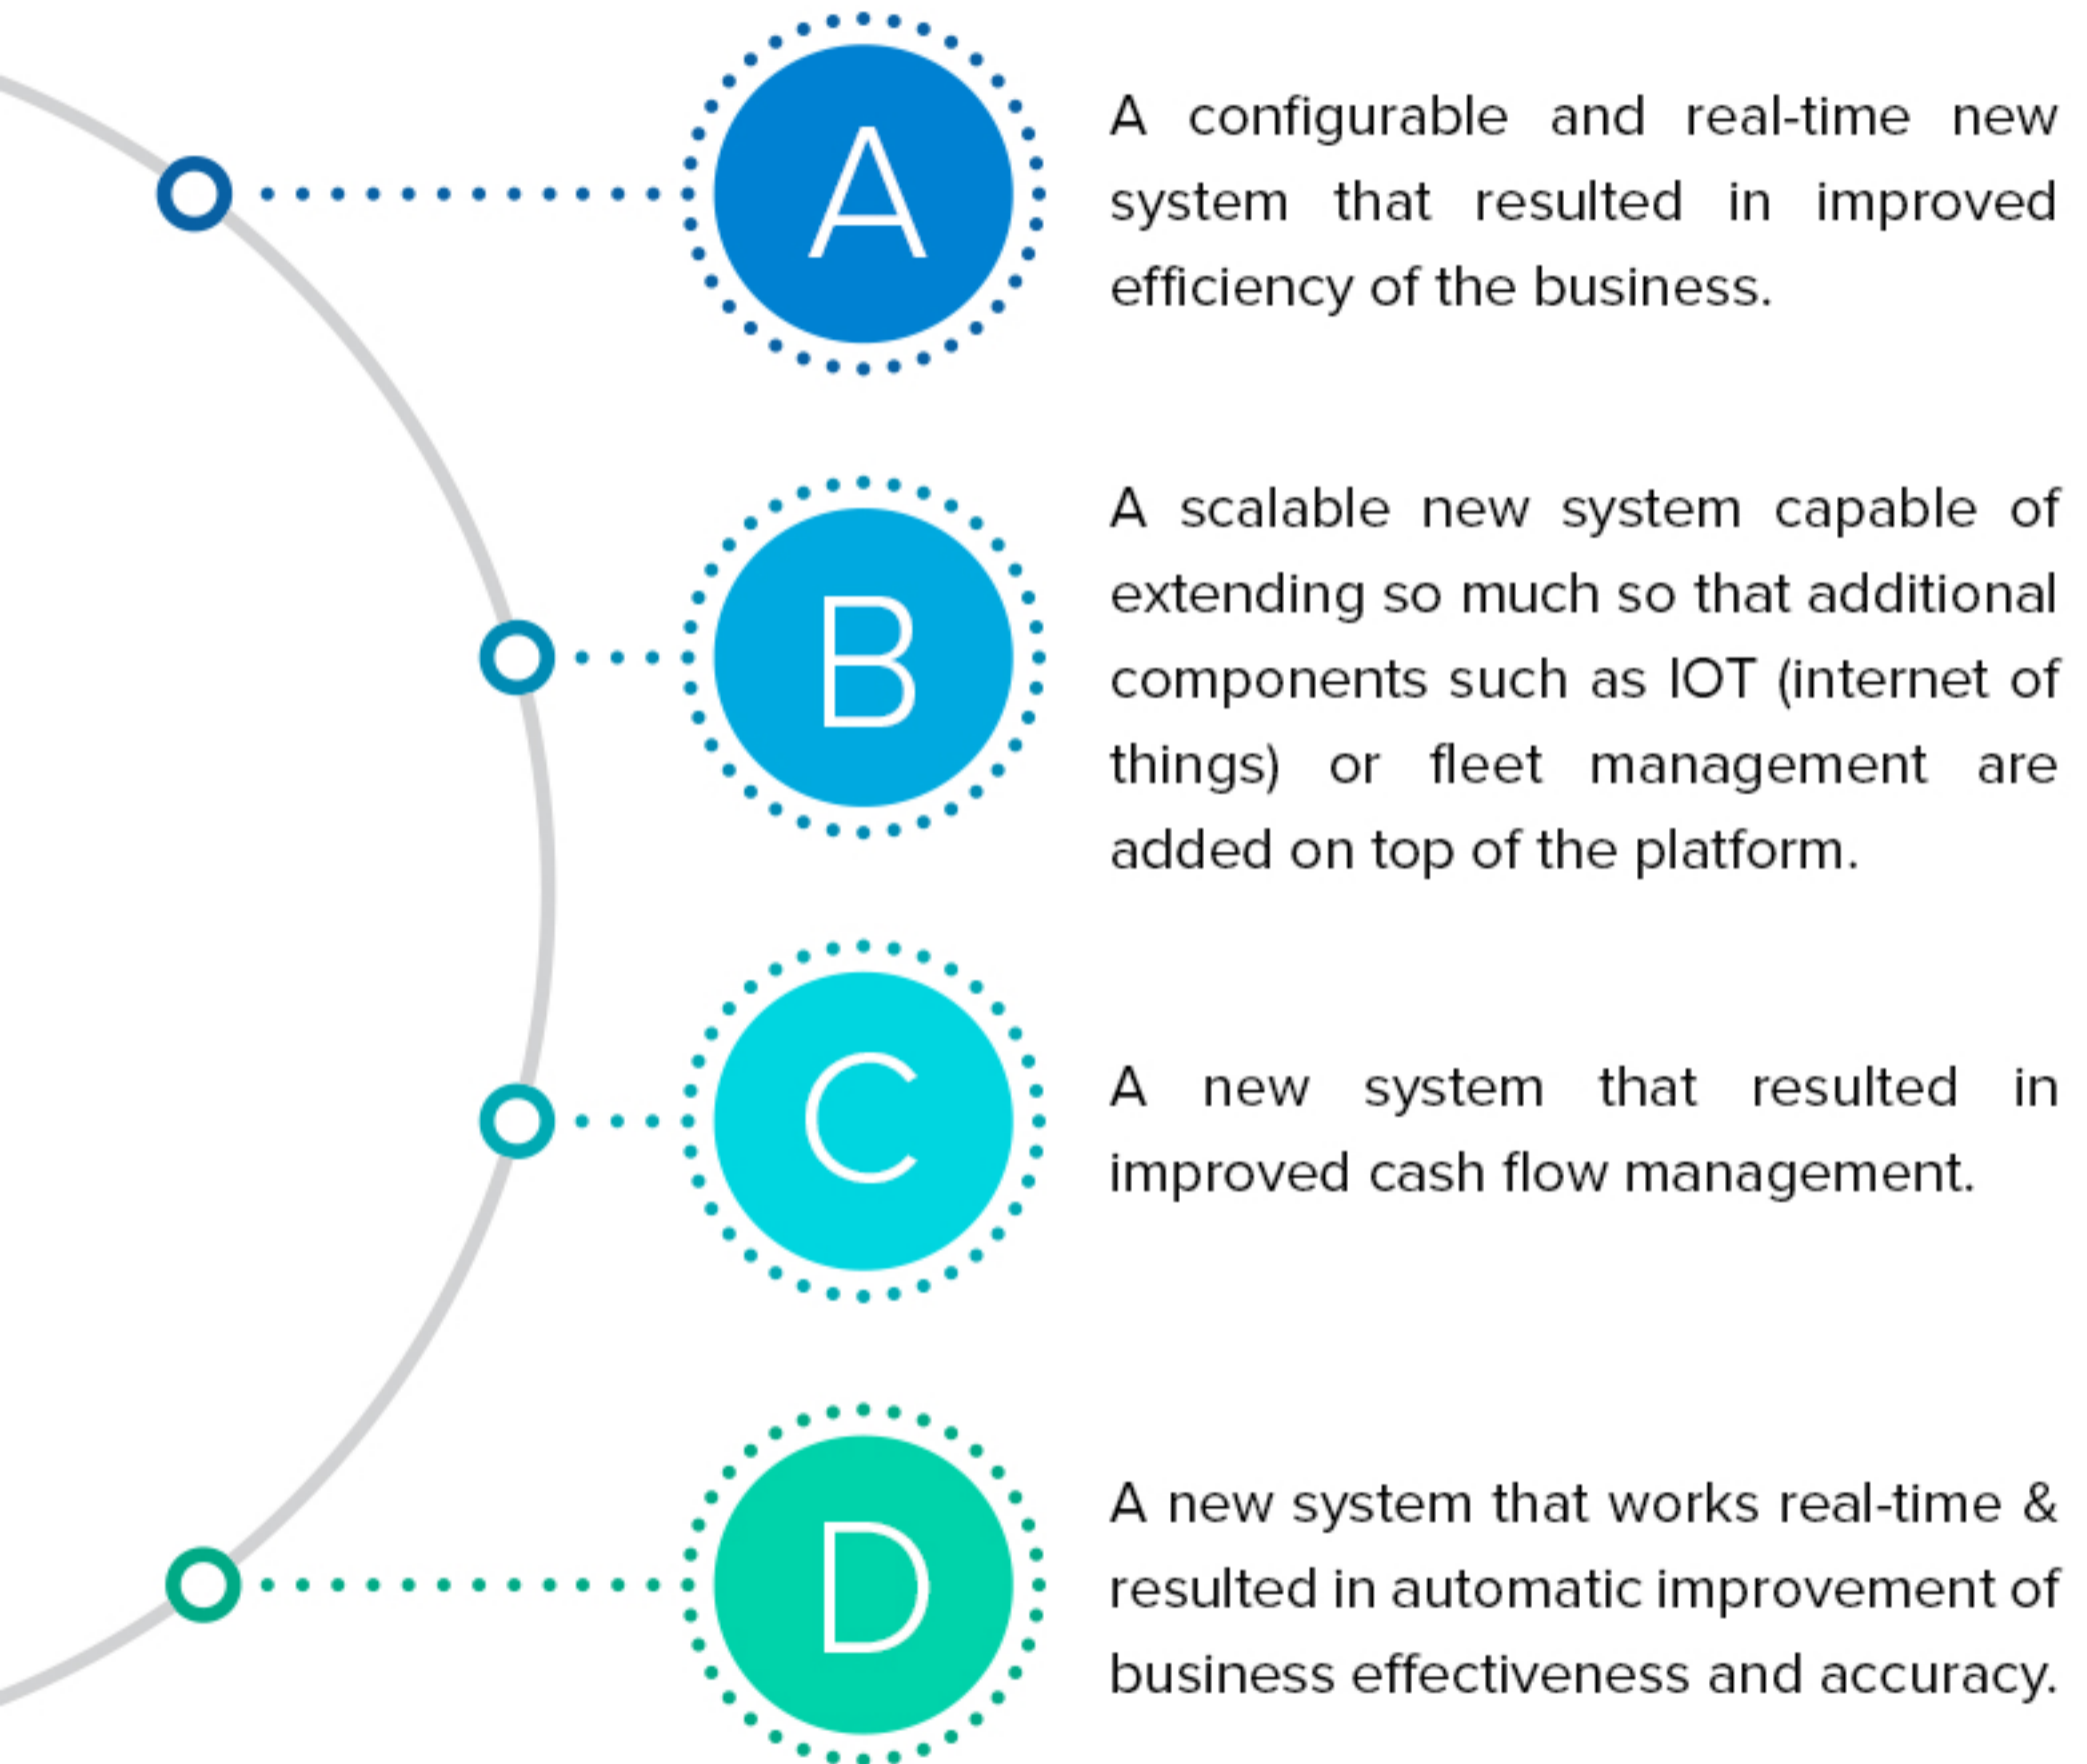 A
A configurable and real-time new
system that resulted in improved
efficiency of the business.
B
A scalable new system capable of
extending so much so that additional
components such as IOT (internet of
things) or fleet management are
added on top of the platform.
C
A new system that resulted in
improved cash flow management.
D
A new system that works real-time &
resulted in automatic improvement of
business effectiveness and accuracy.